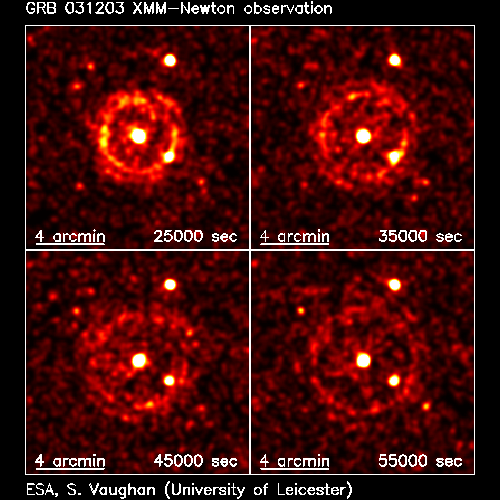 GRB 031203 XMM-Newton observation
4 arcmin 25000 sec
4 arcmin 35000 sec
4 arcmin 45000 sec
4 arcmin 55000 sec
ESA, S. Vaughan (University of Leicester)